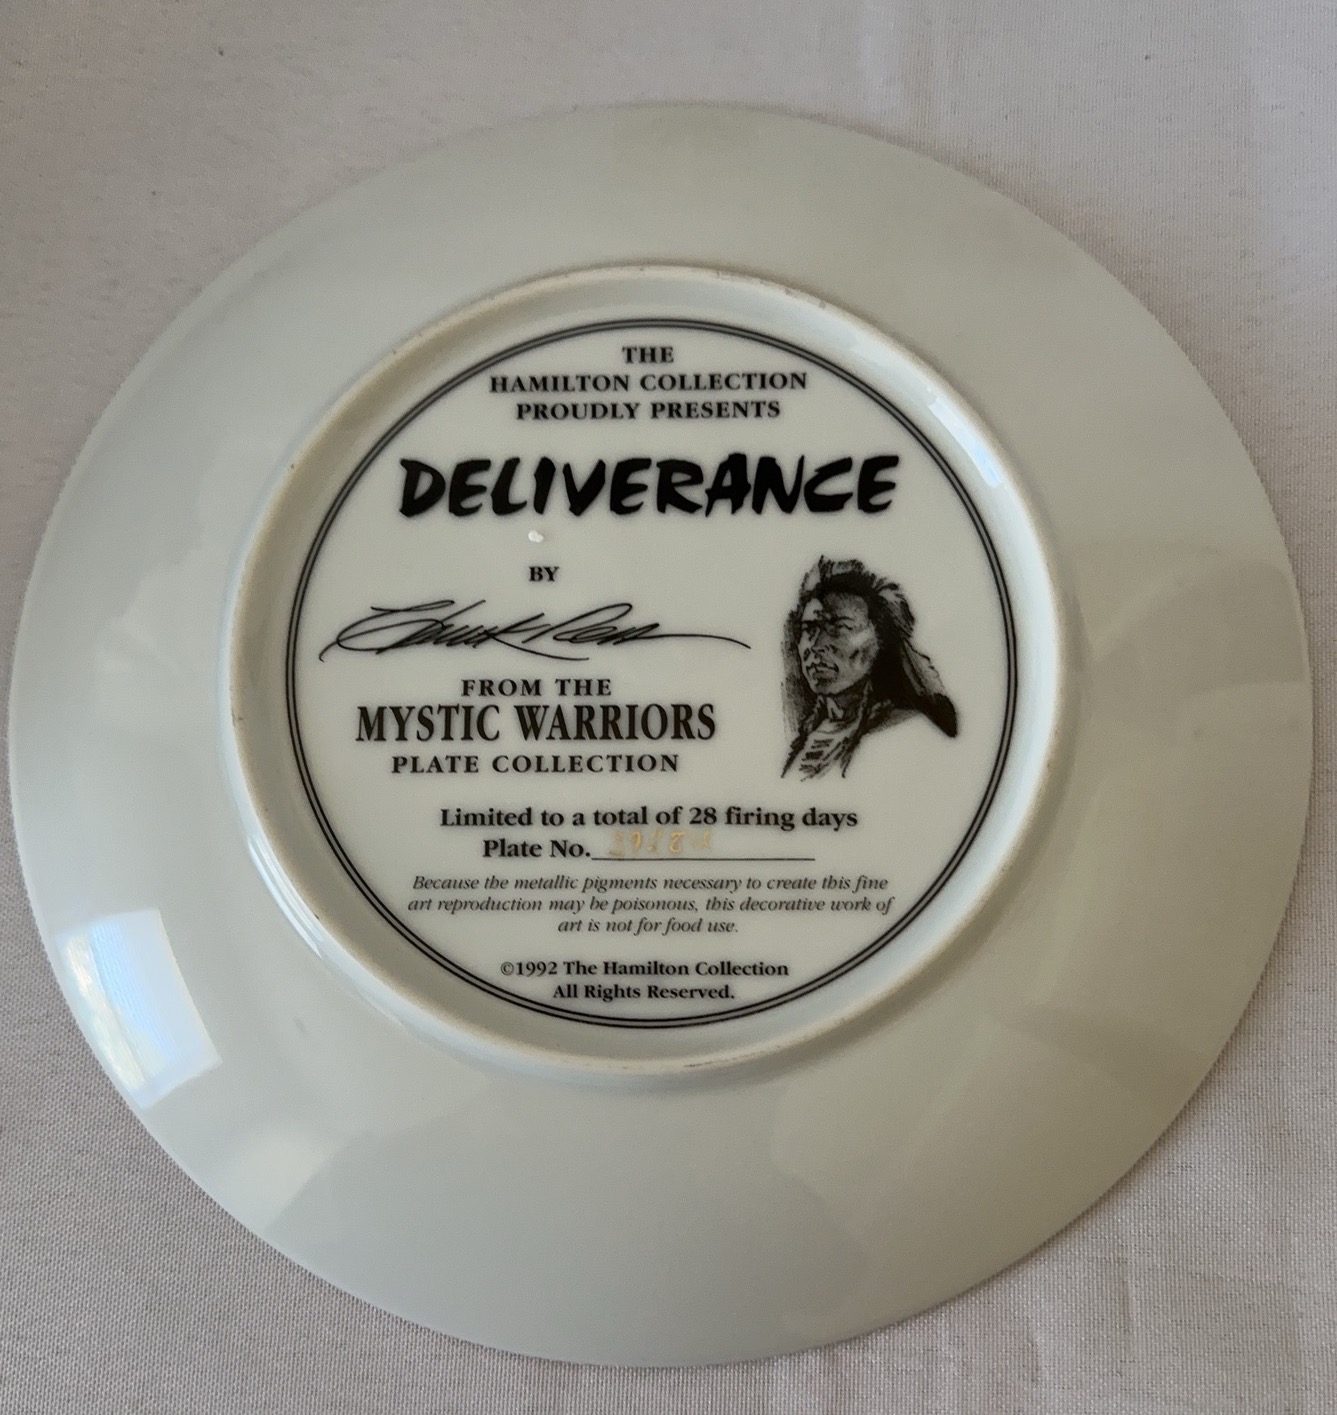 THE
HAMILTON COLLECTION
PROUDLY PRESENTS
DELIVERANCE
BY
Chuck Ren
FROM THE
MYSTIC WARRIORS
PLATE COLLECTION
Limited to a total of 28 firing days
Plate No.
Because the metallic pigments necessary to create this fine
art reproduction may be poisonous, this decorative work of
art is not for food use.
©1992 The Hamilton Collection
All Rights Reserved.